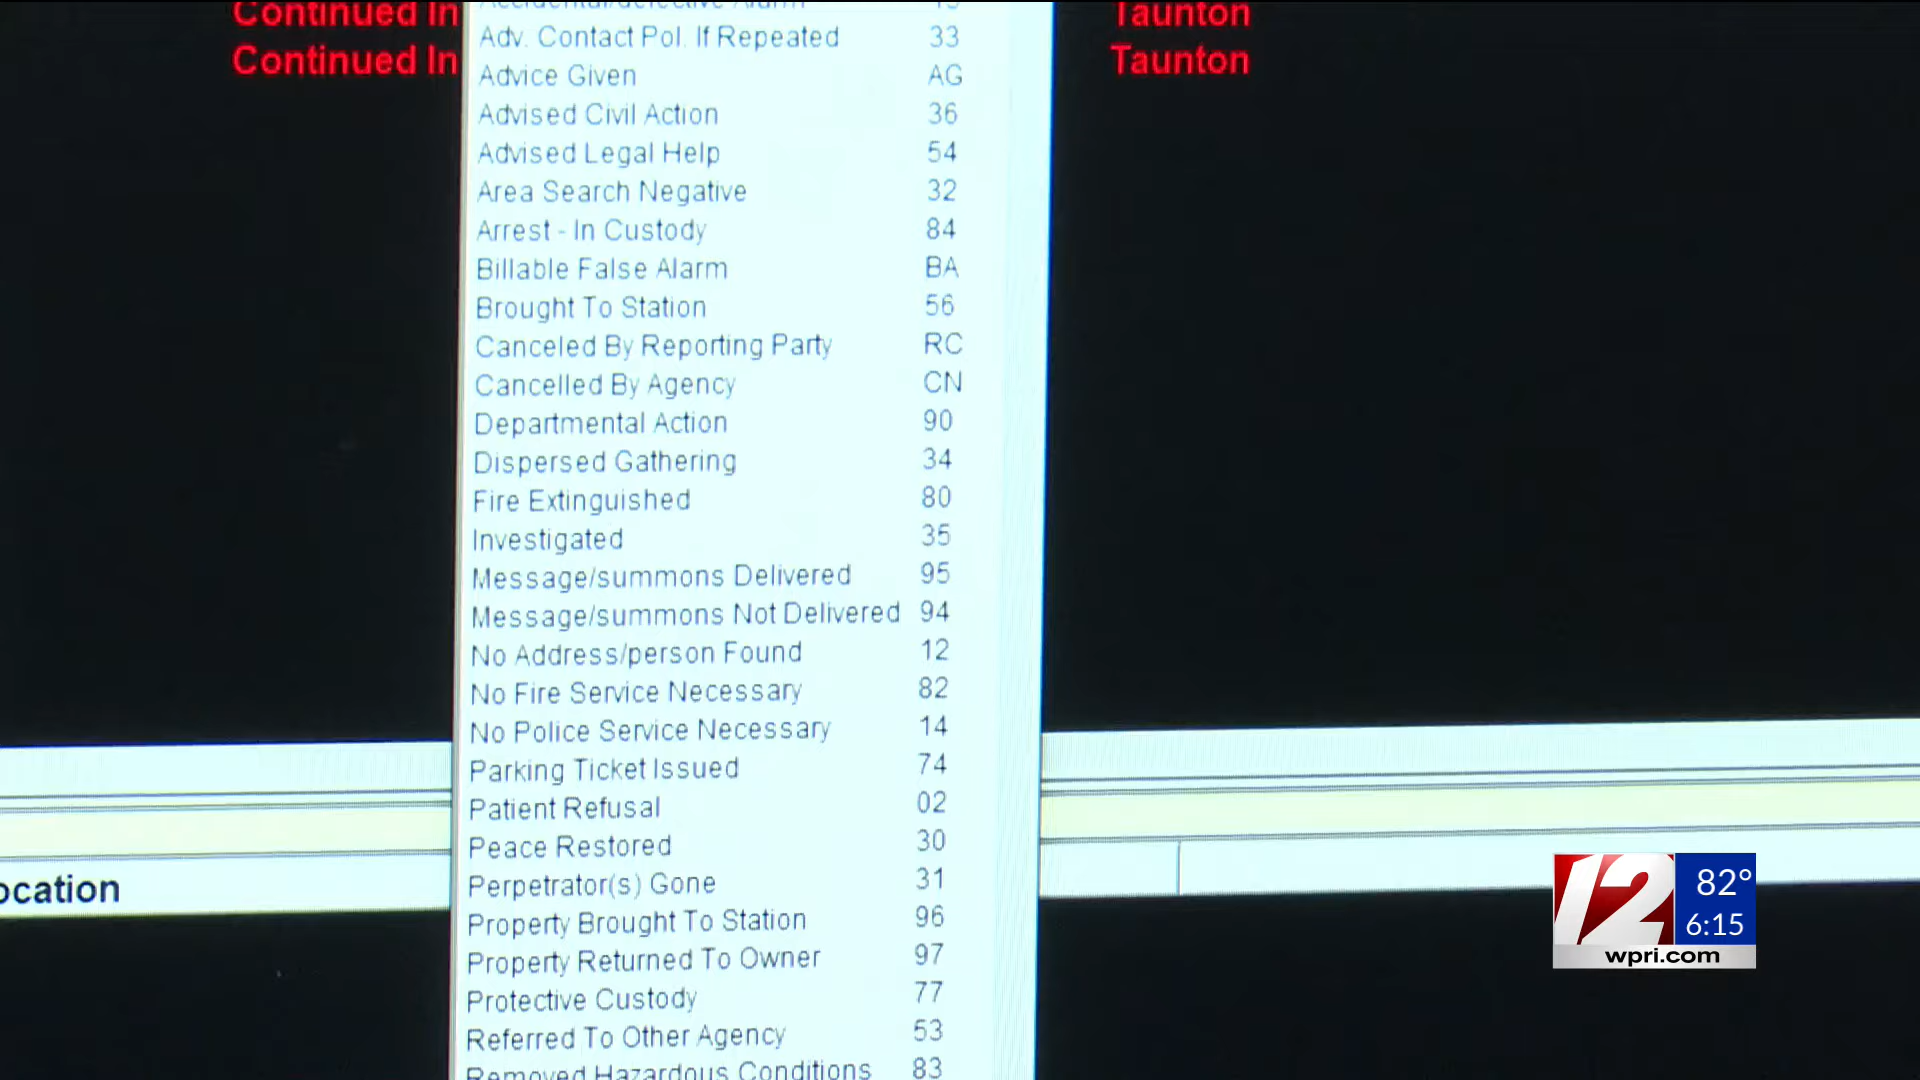 Continued In
Taunton
Continued In
Taunton
Accidental/defective Alarm
Adv. Contact Pol. If Repeated 33
Advice Given AG
Advised Civil Action 36
Advised Legal Help 54
Area Search Negative 32
Arrest - In Custody 84
Billable False Alarm BA
Brought To Station 56
Canceled By Reporting Party RC
Cancelled By Agency CN
Departmental Action 90
Dispersed Gathering 34
Fire Extinguished 80
Investigated 35
Message/summons Delivered 95
Message/summons Not Delivered 94
No Address/person Found 12
No Fire Service Necessary 82
No Police Service Necessary 14
Parking Ticket Issued 74
Patient Refusal 02
Peace Restored 30
Perpetrator(s) Gone 31
Property Brought To Station 96
Property Returned To Owner 97
Protective Custody 77
Referred To Other Agency 53
Removed Hazardous Conditions 83
ocation
12
82°
6:15
wpri.com